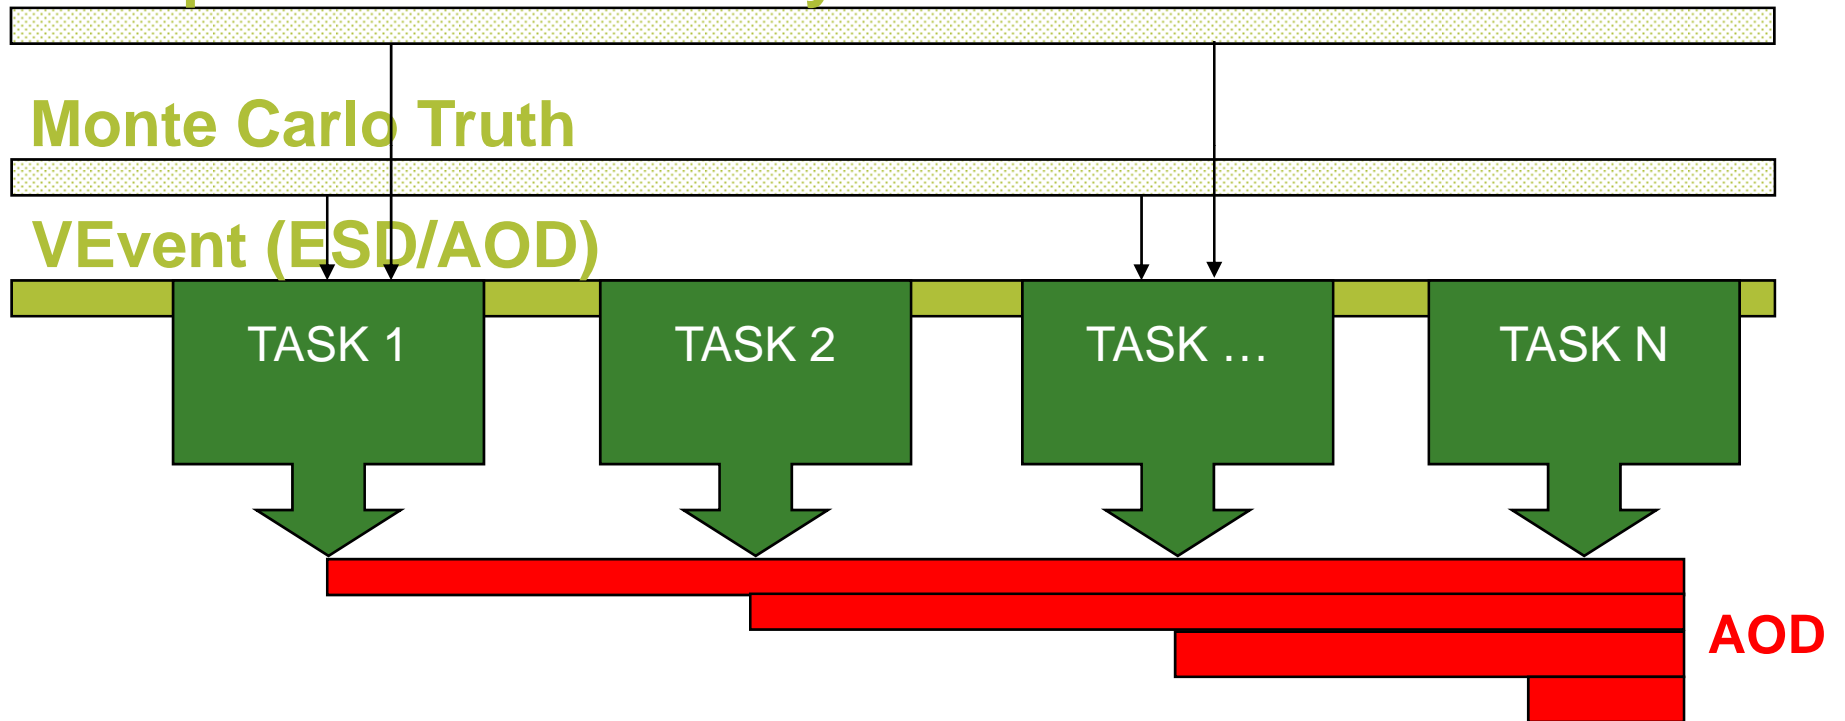 Monte Carlo Truth
VEvent (ESD/AOD)
TASK 1
TASK 2
TASK …
TASK N
AOD